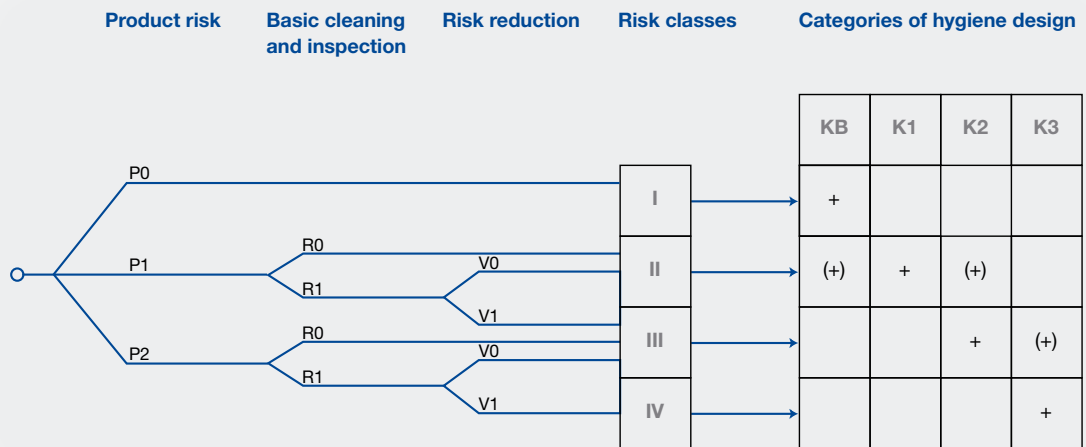 Product risk
Basic cleaning
and inspection
Risk reduction
Risk classes
Categories of hygiene design
KB K1 K2 K3
P0
I
+
R0
P1
V0
II
(+) + (+)
R1
V1
R0
III
+ (+)
P2
V0
R1
V1
IV
+